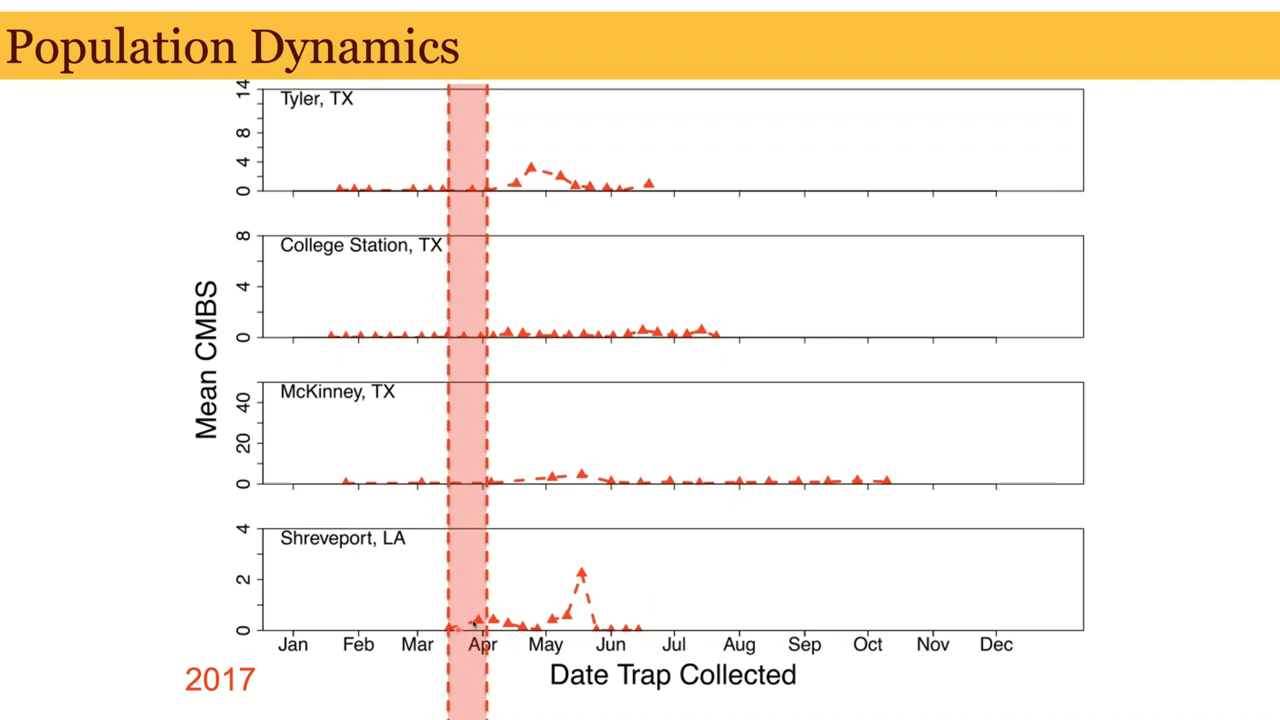 Population Dynamics
Tyler, TX
14
8
4
0
College Station, TX
8
4
0
McKinney, TX
40
20
0
Shreveport, LA
4
2
0
Mean CMBS
Jan Feb Mar Apr May Jun Jul Aug Sep Oct Nov Dec
2017
Date Trap Collected